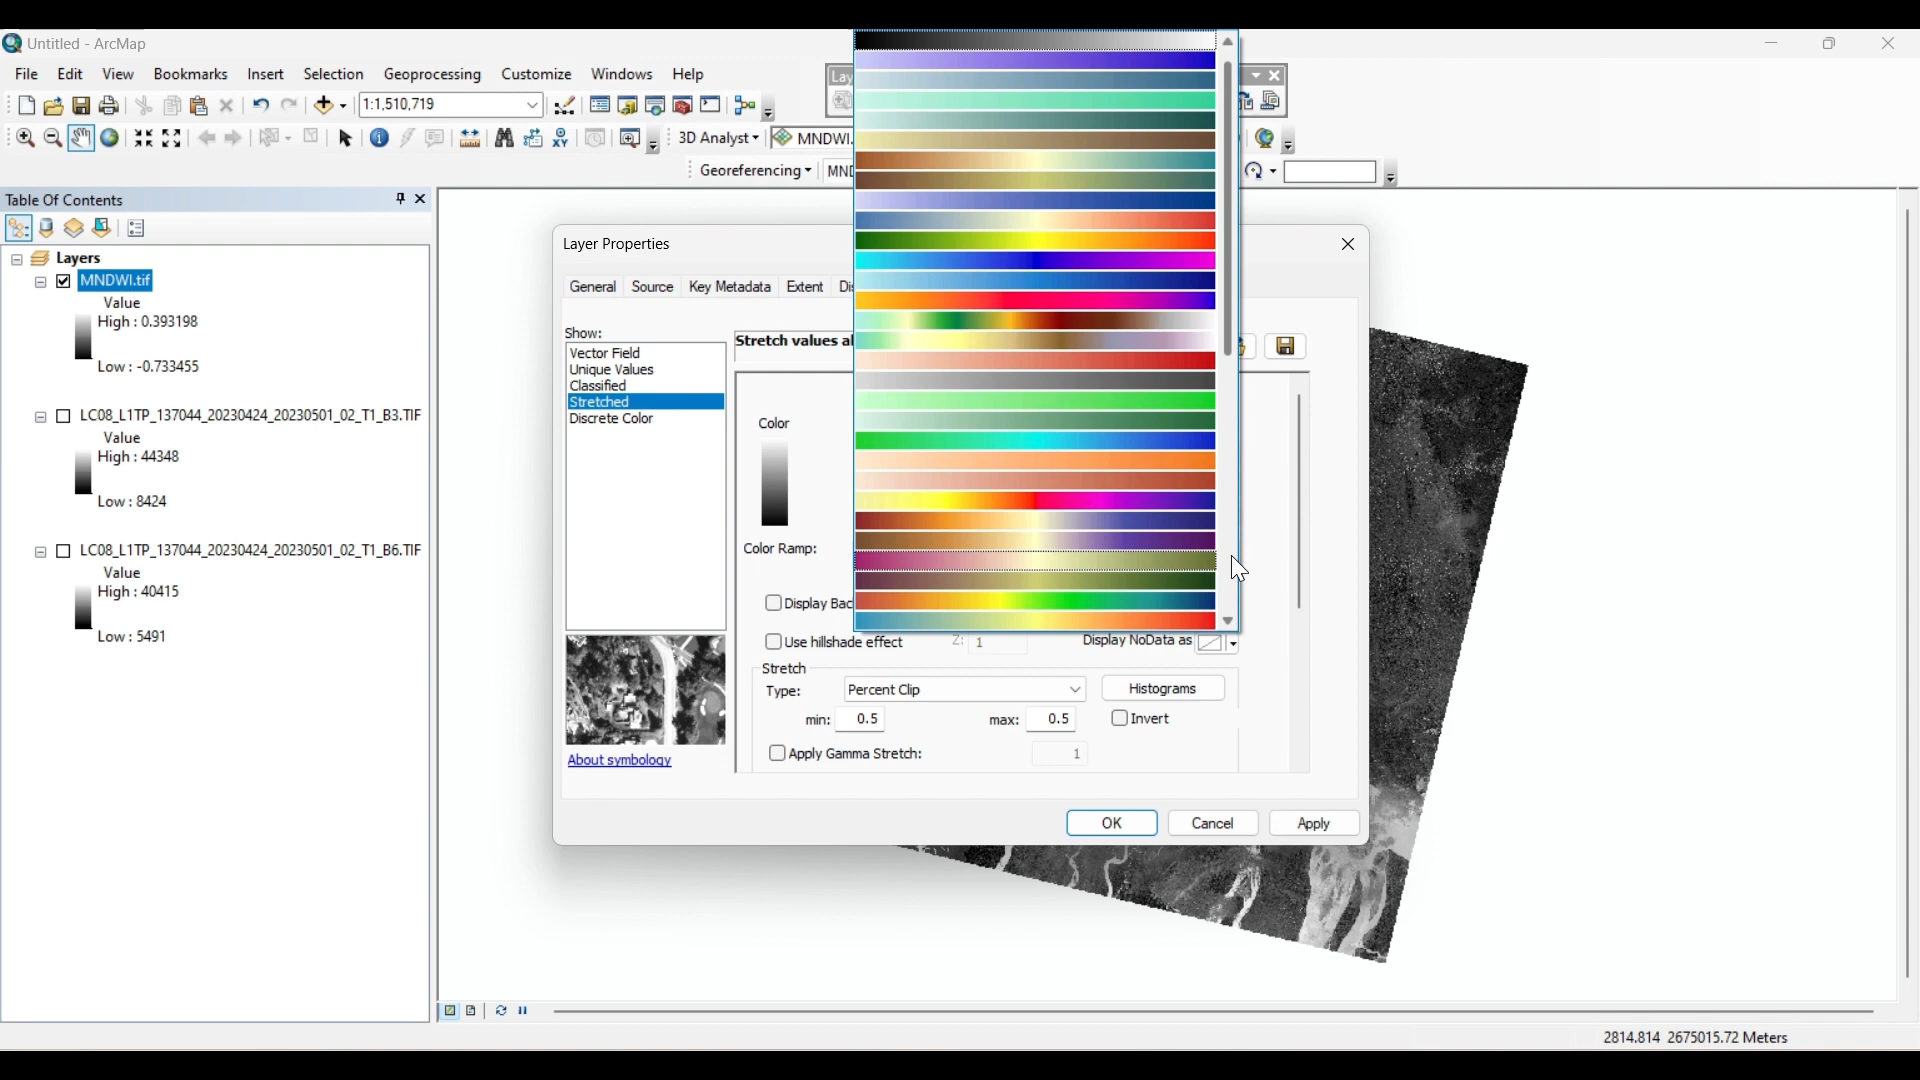 Untitled - ArcMap
File Edit View Bookmarks Insert Selection Geoprocessing Customize Windows Help
Lay
1:1,510,719
3D Analyst MNDWI.
Georeferencing
Table Of Contents
Layers
MNDWI.tif
Value
High : 0.393198
Low : -0.733455
LC08_L1TP_137044_20230424_20230501_02_T1_B3.TIF
Value
High : 44348
Low : 8424
LC08_L1TP_137044_20230424_20230501_02_T1_B6.TIF
Value
High : 40415
Low : 5491
Layer Properties
General Source Key Metadata Extent
Show:
Vector Field
Unique Values
Classified
Stretched
Discrete Color
About symbology
Stretch values al
Color
Color Ramp:
Display Bac
Use hillshade effect Z: 1 Display NoData as
Stretch
Type: Percent Clip Histograms
min: 0.5 max: 0.5 Invert
Apply Gamma Stretch: 1
OK Cancel Apply
2814.814 2675015.72 Meters